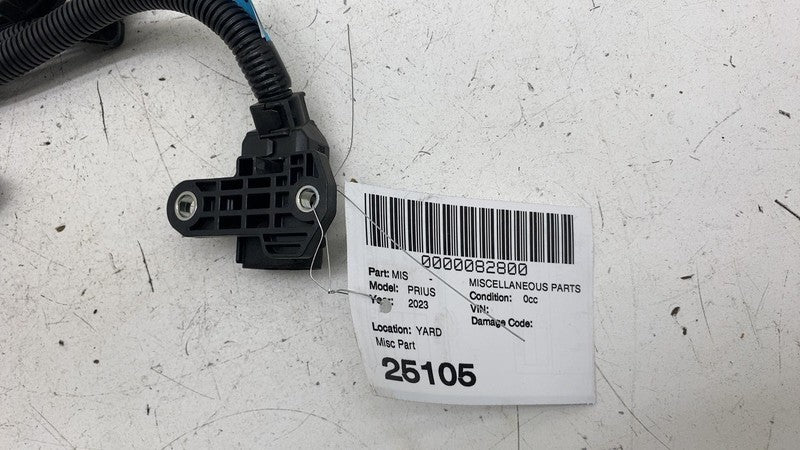 0000082800
Part: MIS - MISCELLANEOUS PARTS
Model: PRIUS Condition: 0cc
Year: 2023 VIN:
Damage Code:
Location: YARD
Misc Part
25105